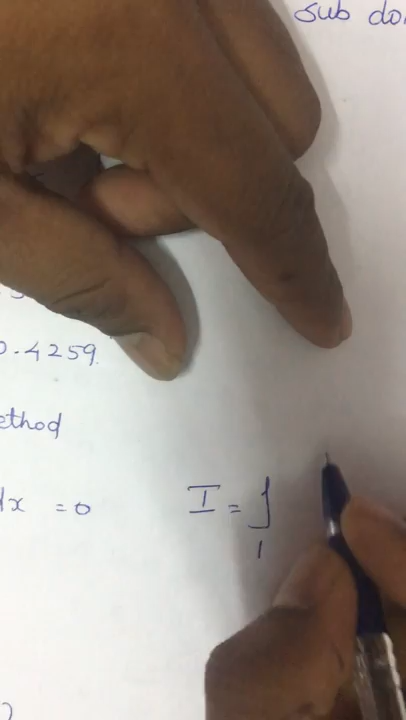 sub do
0.4259
ethod
dx = 0 I = ∫
1